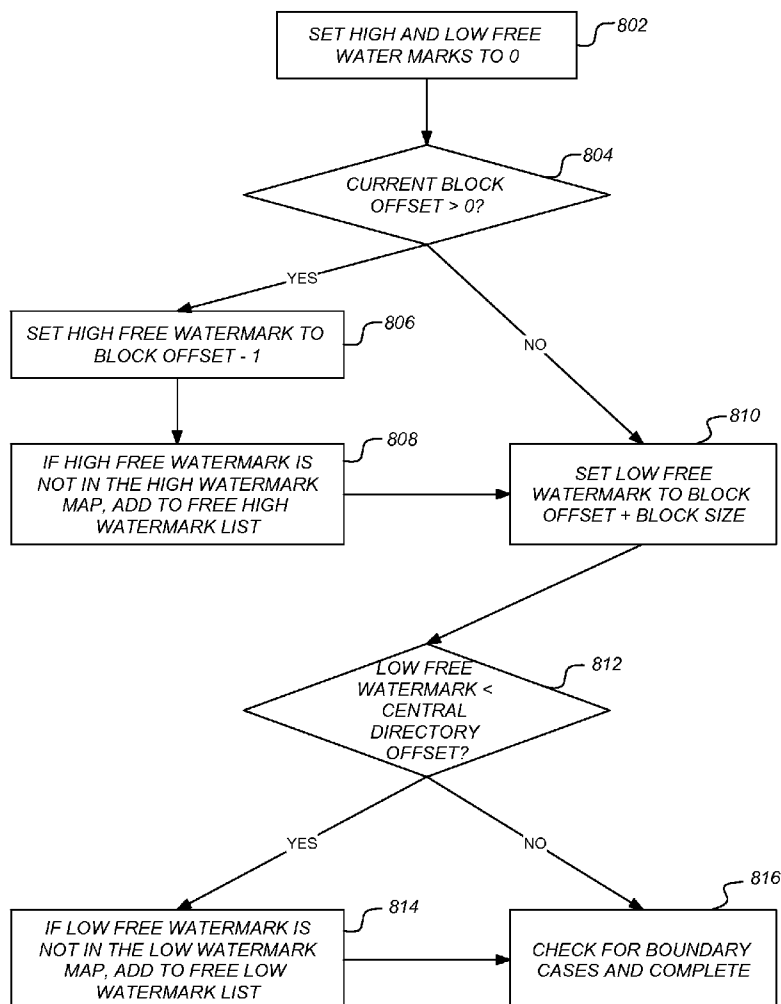 SET HIGH AND LOW FREE
WATER MARKS TO 0
802
804
CURRENT BLOCK
OFFSET > 0?
YES
SET HIGH FREE WATERMARK TO
BLOCK OFFSET - 1
806
NO
808
IF HIGH FREE WATERMARK IS
NOT IN THE HIGH WATERMARK
MAP, ADD TO FREE HIGH
WATERMARK LIST
810
SET LOW FREE
WATERMARK TO BLOCK
OFFSET + BLOCK SIZE
812
LOW FREE
WATERMARK <
CENTRAL
DIRECTORY
OFFSET?
YES
NO
814
IF LOW FREE WATERMARK IS
NOT IN THE LOW WATERMARK
MAP, ADD TO FREE LOW
WATERMARK LIST
816
CHECK FOR BOUNDARY
CASES AND COMPLETE